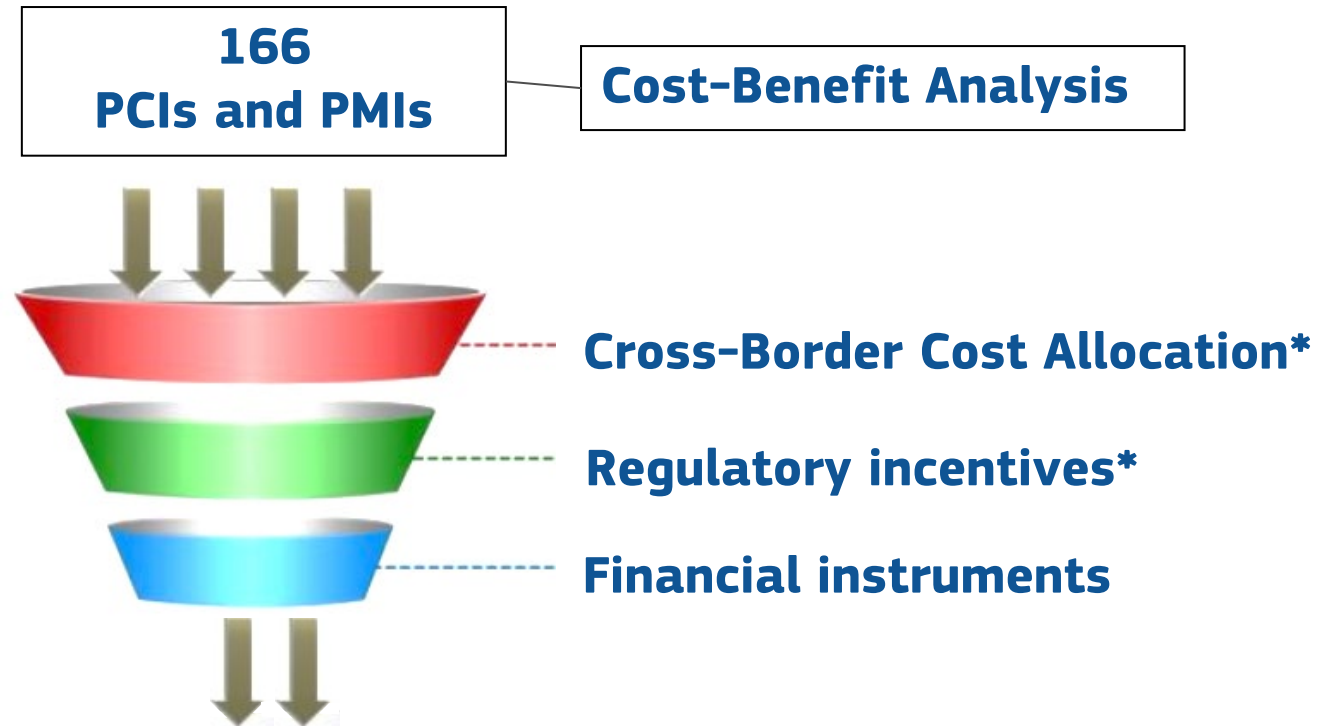 166
PCIs and PMIs
Cost-Benefit Analysis
Cross-Border Cost Allocation*
Regulatory incentives*
Financial instruments